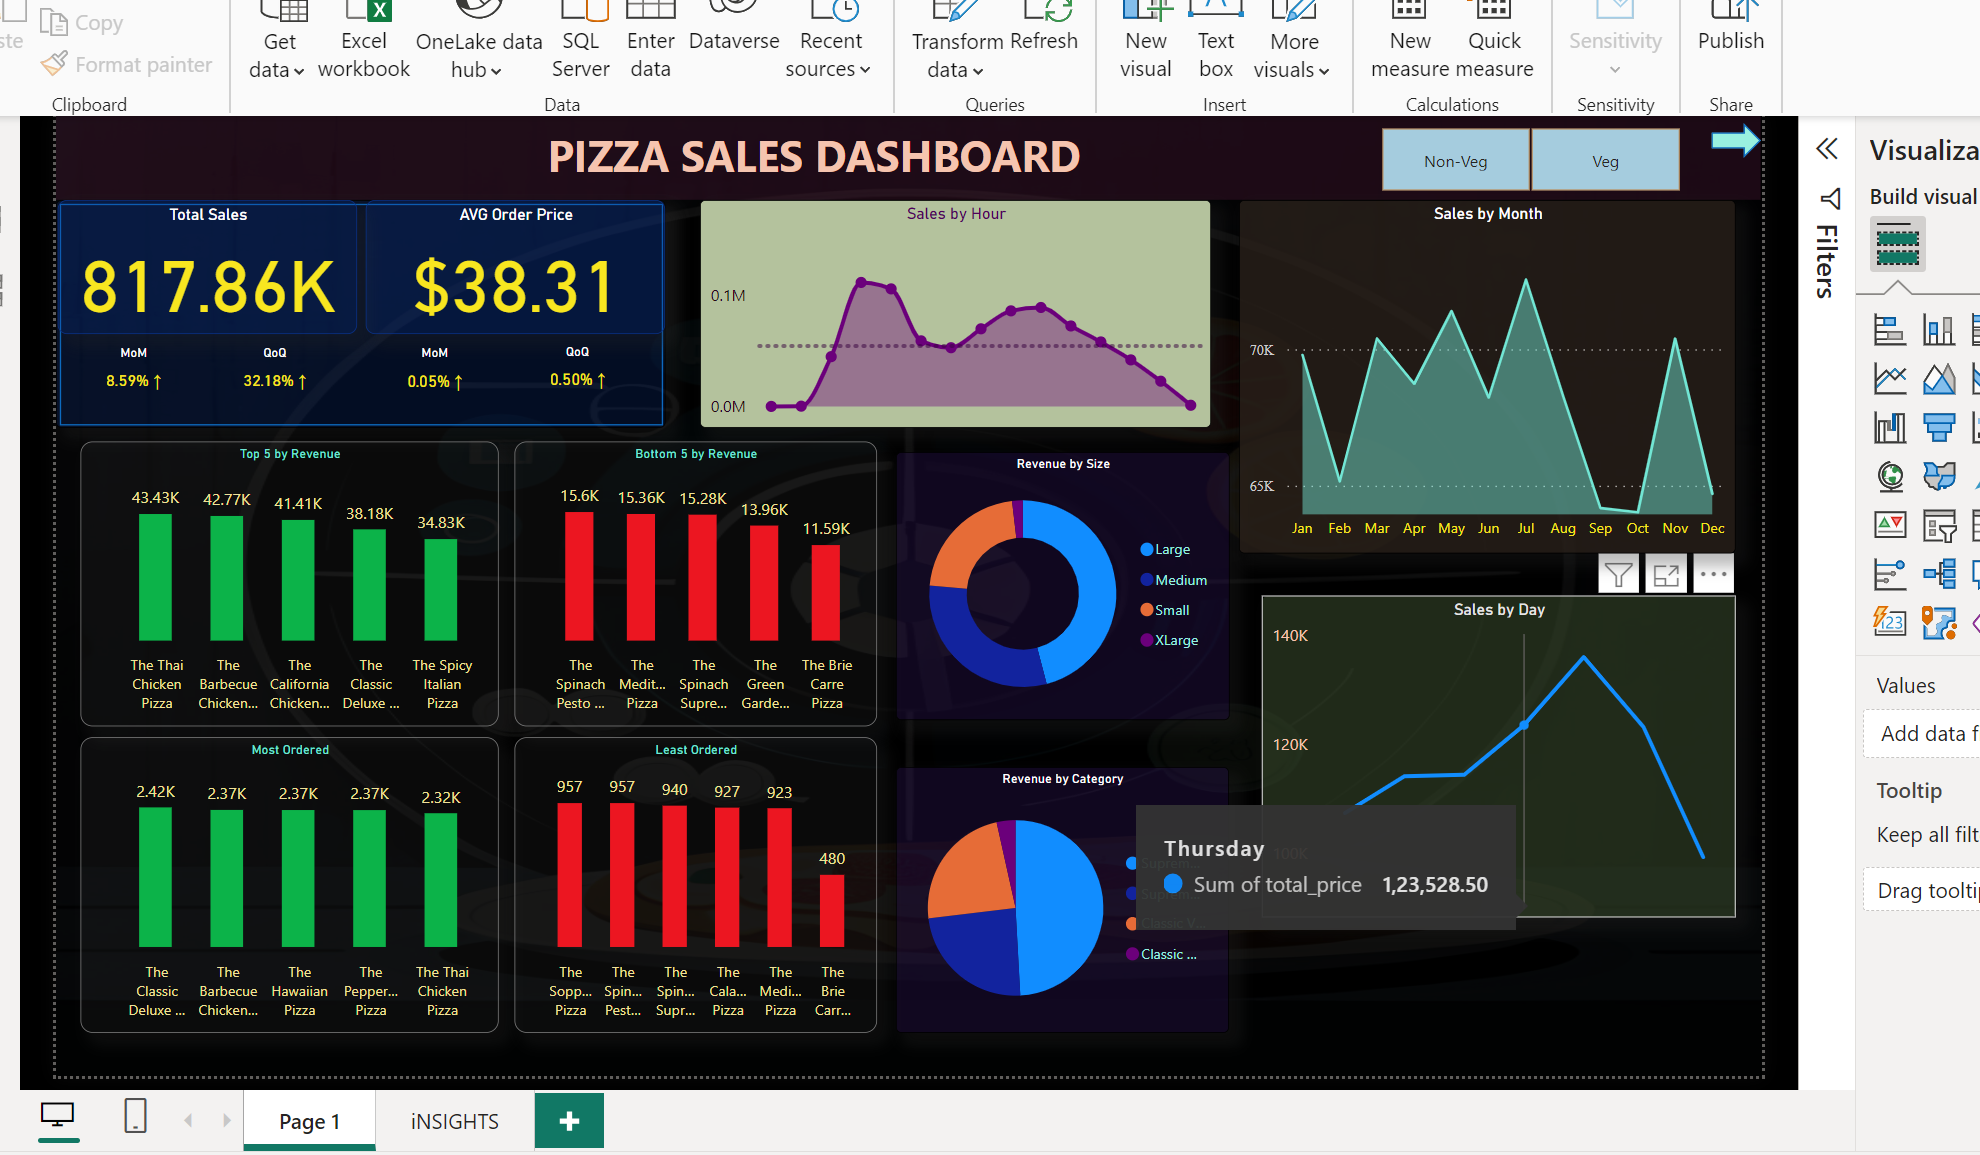 Copy
Format painter
Clipboard
Get data
Excel workbook
OneLake data hub
SQL Server
Enter data
Dataverse
Recent sources
Data
Transform data
Refresh
Queries
New visual
Text box
More visuals
Insert
New measure
Quick measure
Calculations
Sensitivity
Sensitivity
Publish
Share
PIZZA SALES DASHBOARD
Non-Veg
Veg
Total Sales
817.86K
MoM
8.59% ↑
QoQ
32.18% ↑
AVG Order Price
$38.31
MoM
0.05% ↑
QoQ
0.50% ↑
Sales by Hour
0.1M
0.0M
Sales by Month
70K
65K
Jan Feb Mar Apr May Jun Jul Aug Sep Oct Nov Dec
Top 5 by Revenue
43.43K 42.77K 41.41K 38.18K 34.83K
The Thai Chicken Pizza
The Barbecue Chicken...
The California Chicken...
The Classic Deluxe ...
The Spicy Italian Pizza
Bottom 5 by Revenue
15.6K 15.36K 15.28K 13.96K 11.59K
The Spinach Pesto ...
The Medit... Pizza
The Spinach Supre...
The Green Garde...
The Brie Carre Pizza
Revenue by Size
Large
Medium
Small
XLarge
Sales by Day
140K
120K
100K
Thursday
Sum of total_price 1,23,528.50
Most Ordered
2.42K 2.37K 2.37K 2.37K 2.32K
The Classic Deluxe ...
The Barbecue Chicken...
The Hawaiian Pizza
The Pepper... Pizza
The Thai Chicken Pizza
Least Ordered
957 957 940 927 923 480
The Sopp... Pizza
The Spin... Pest...
The Spin... Supr...
The Cala... Pizza
The Medi... Pizza
The Brie Carr...
Revenue by Category
Classic V...
Classic ...
Filters
Visualiza
Build visual
123
Values
Add data f
Tooltip
Keep all filt
Drag toolti
Page 1
iNSIGHTS